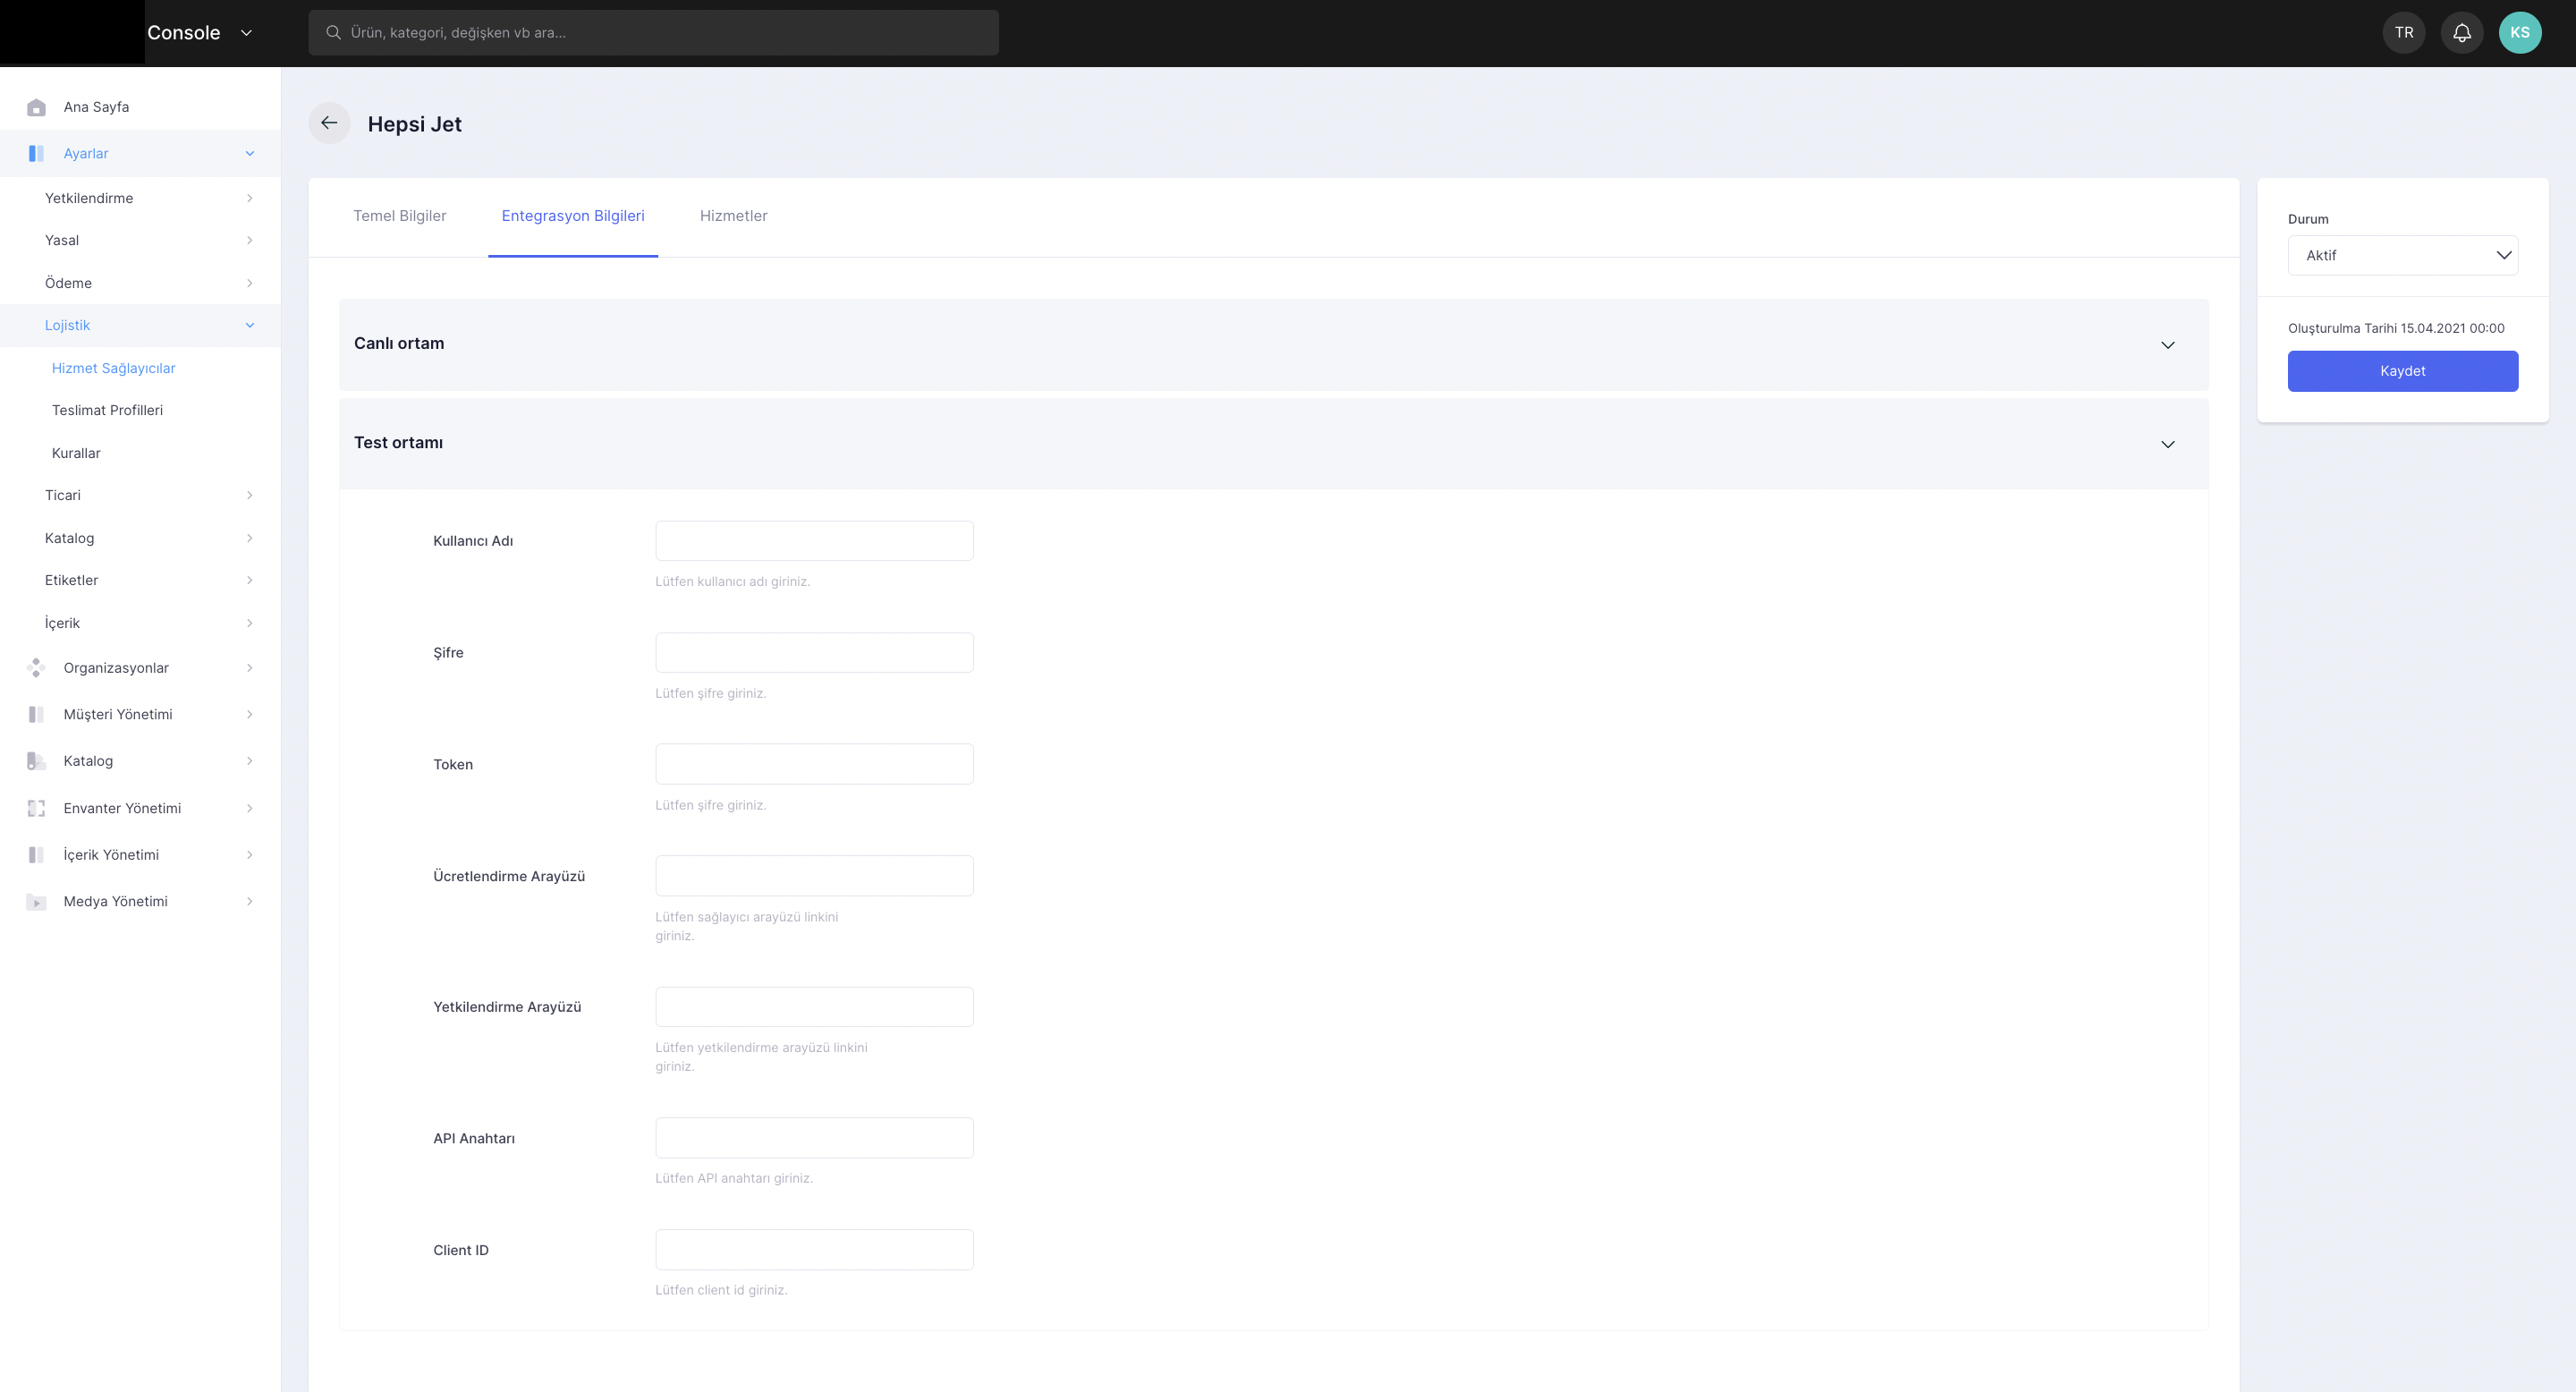 Console
Ürün, kategori, değişken vb ara...
TR
KS
Ana Sayfa
Ayarlar
Yetkilendirme
Yasal
Ödeme
Lojistik
Hizmet Sağlayıcılar
Teslimat Profilleri
Kurallar
Ticari
Katalog
Etiketler
İçerik
Organizasyonlar
Müşteri Yönetimi
Katalog
Envanter Yönetimi
İçerik Yönetimi
Medya Yönetimi
Hepsi Jet
Temel Bilgiler
Entegrasyon Bilgileri
Hizmetler
Canlı ortam
Test ortamı
Kullanıcı Adı
Lütfen kullanıcı adı giriniz.
Şifre
Lütfen şifre giriniz.
Token
Lütfen şifre giriniz.
Ücretlendirme Arayüzü
Lütfen sağlayıcı arayüzü linkini
giriniz.
Yetkilendirme Arayüzü
Lütfen yetkilendirme arayüzü linkini
giriniz.
API Anahtarı
Lütfen API anahtarı giriniz.
Client ID
Lütfen client id giriniz.
Durum
Aktif
Oluşturulma Tarihi 15.04.2021 00:00
Kaydet